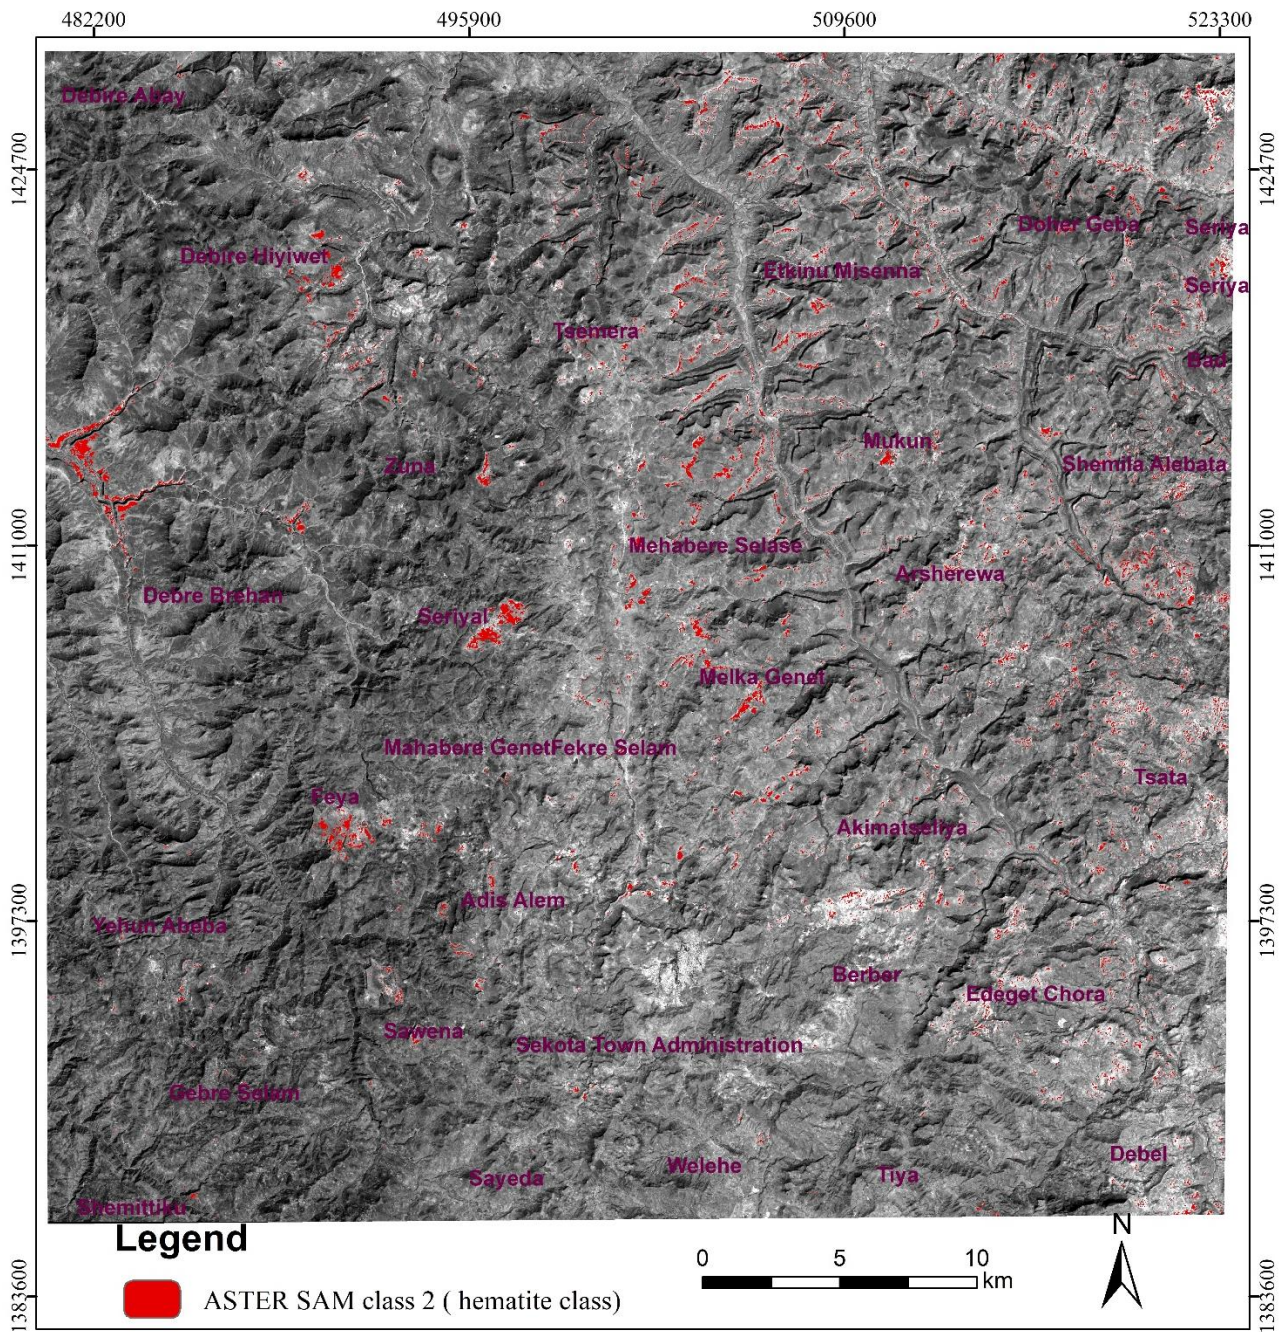 482200 495900 509600 523300
Debire Abay
1424700 1424700
Doher Geba Seriya
Debire Hiyiwet
Etkinu Misenna
Seriya
Tsemera
Bad
Mukun
Zuna
Shemila Alebata
1411000 1411000
Mehabere Selase
Arsherewa
Debre Brehan
Seriyal
Melka Genet
Mahabere GenetFekre Selam
Tsata
Feya
Akimatseliya
Adis Alem
1397300 1397300
Yehun Abeba
Berber
Edeget Chora
Sawena
Sekota Town Administration
Gebre Selam
Debel
Welehe
Tiya
Sayeda
Shemittiku
Legend
N
0 5 10
km
1383600 1383600
ASTER SAM class 2 ( hematite class)